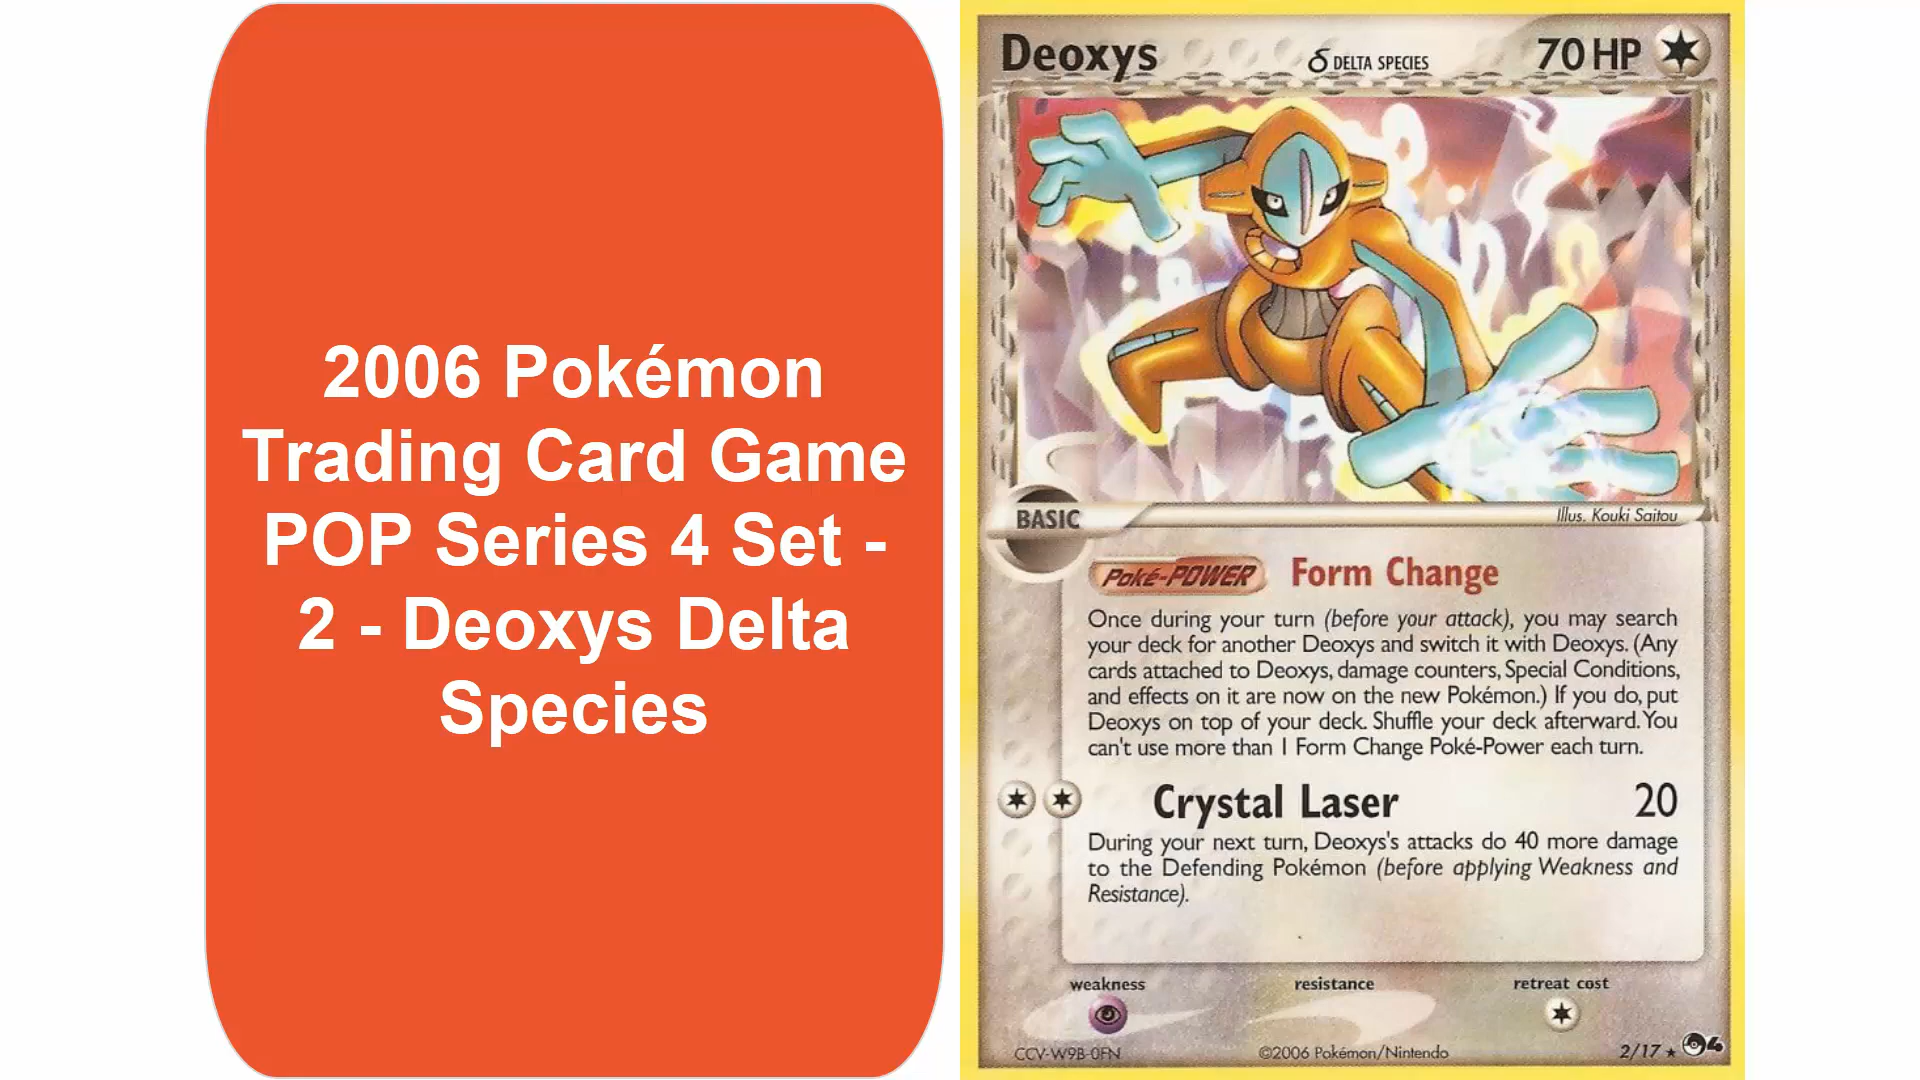 2006 Pokémon
Trading Card Game
POP Series 4 Set -
2 - Deoxys Delta
Species
Deoxys
δ DELTA SPECIES
70 HP
BASIC
Illus. Kouki Saitou
Poké-POWER Form Change
Once during your turn (before your attack), you may search
your deck for another Deoxys and switch it with Deoxys. (Any
cards attached to Deoxys, damage counters, Special Conditions,
and effects on it are now on the new Pokémon.) If you do, put
Deoxys on top of your deck. Shuffle your deck afterward. You
can't use more than 1 Form Change Poké-Power each turn.
Crystal Laser 20
During your next turn, Deoxys's attacks do 40 more damage
to the Defending Pokémon (before applying Weakness and
Resistance).
weakness resistance retreat cost
CCV-W9B-0FN ©2006 Pokémon/Nintendo 2/17 ★ 4